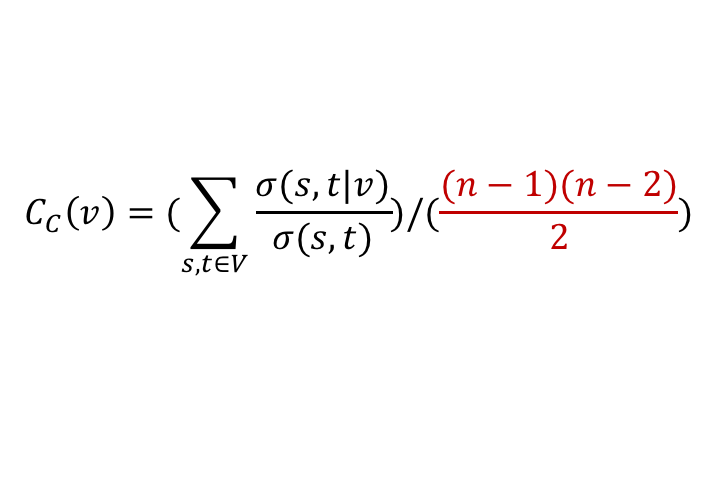 C_C(v) = (∑_{s,t∈V} σ(s,t|v)/σ(s,t))/((n − 1)(n − 2)/2)